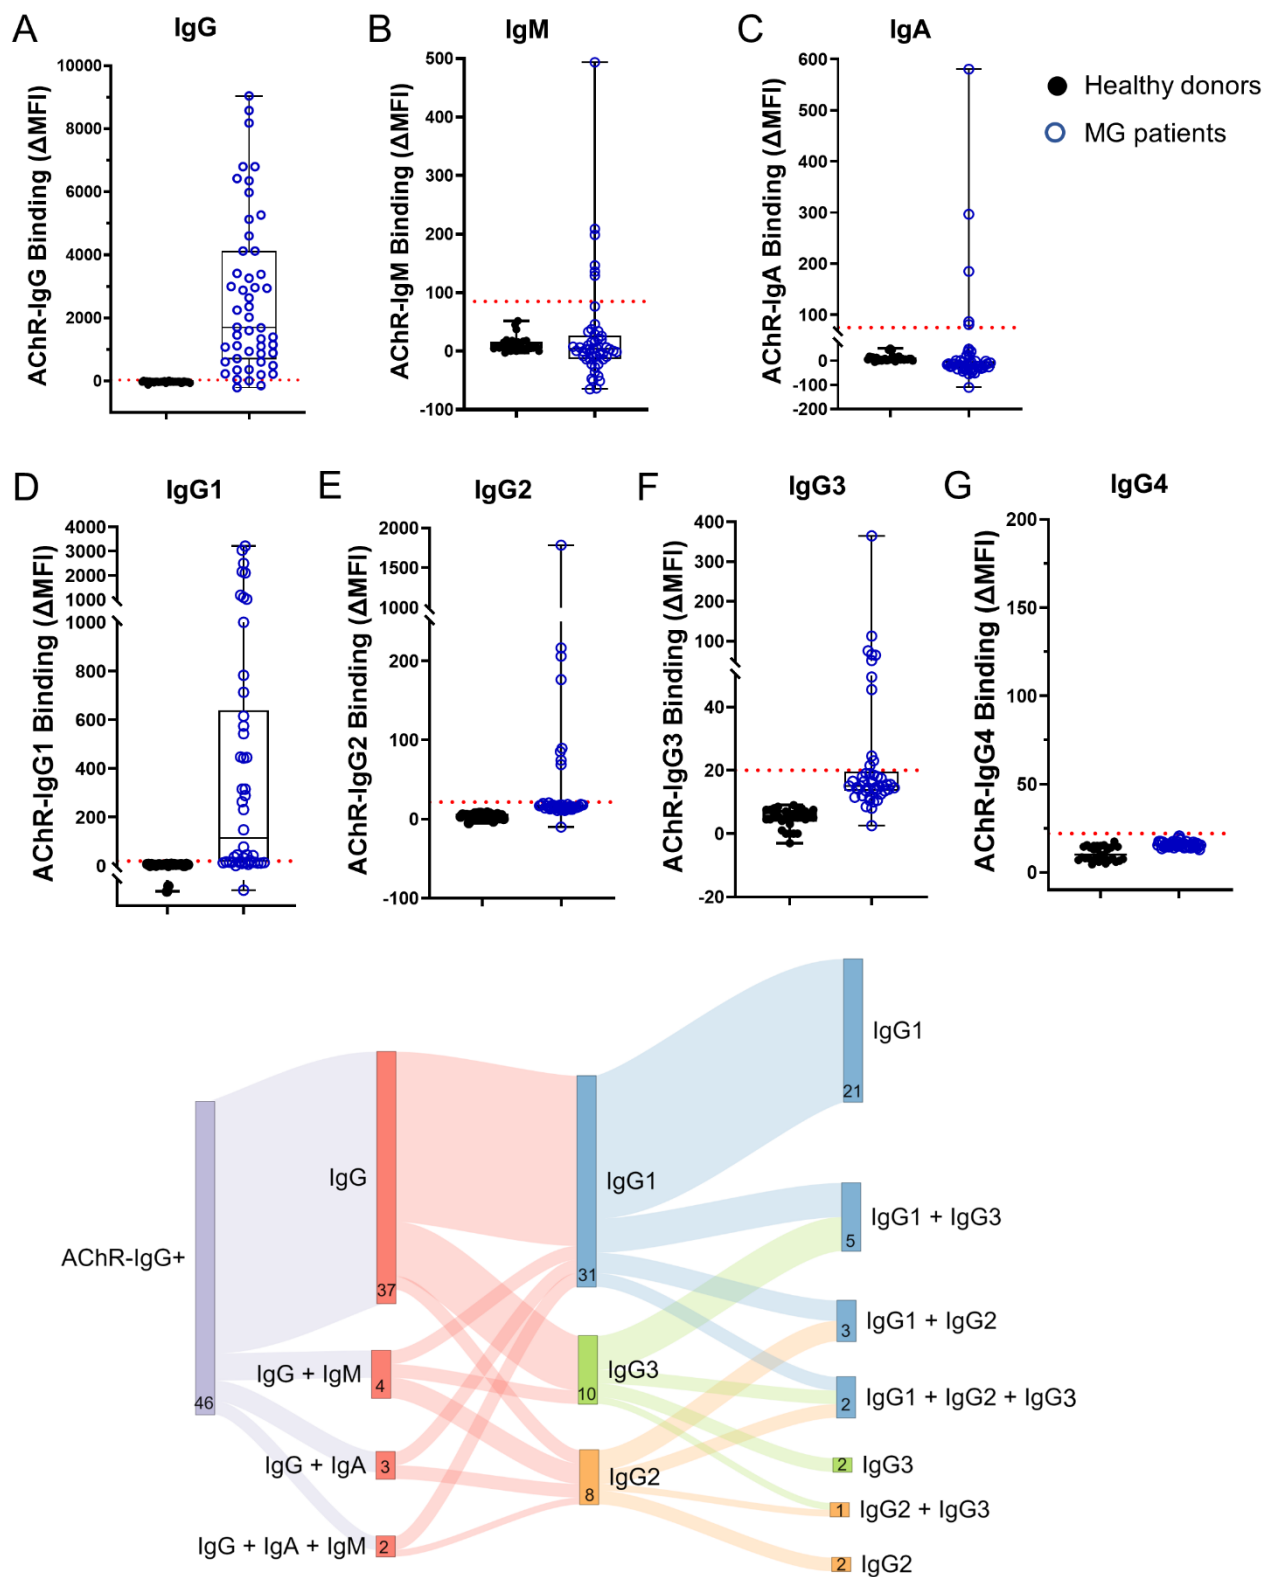 A
IgG
AChR-IgG Binding (ΔMFI)
10000
8000
6000
4000
2000
0
B
IgM
AChR-IgM Binding (ΔMFI)
500
400
300
200
100
0
-100
C
IgA
AChR-IgA Binding (ΔMFI)
600
500
400
300
200
100
0
-100
-200
Healthy donors
MG patients
D
IgG1
AChR-IgG1 Binding (ΔMFI)
4000
3000
2000
1000
1000
800
600
400
200
0
E
IgG2
AChR-IgG2 Binding (ΔMFI)
2000
1500
1000
200
100
0
-100
F
IgG3
AChR-IgG3 Binding (ΔMFI)
400
300
200
100
40
20
0
-20
G
IgG4
AChR-IgG4 Binding (ΔMFI)
200
150
100
50
0
AChR-IgG+
46
IgG
37
IgG + IgM
4
IgG + IgA
3
IgG + IgA + IgM
2
IgG1
31
IgG3
10
IgG2
8
IgG1
21
IgG1 + IgG3
5
IgG1 + IgG2
3
IgG1 + IgG2 + IgG3
2
IgG3
2
IgG2 + IgG3
1
IgG2
2